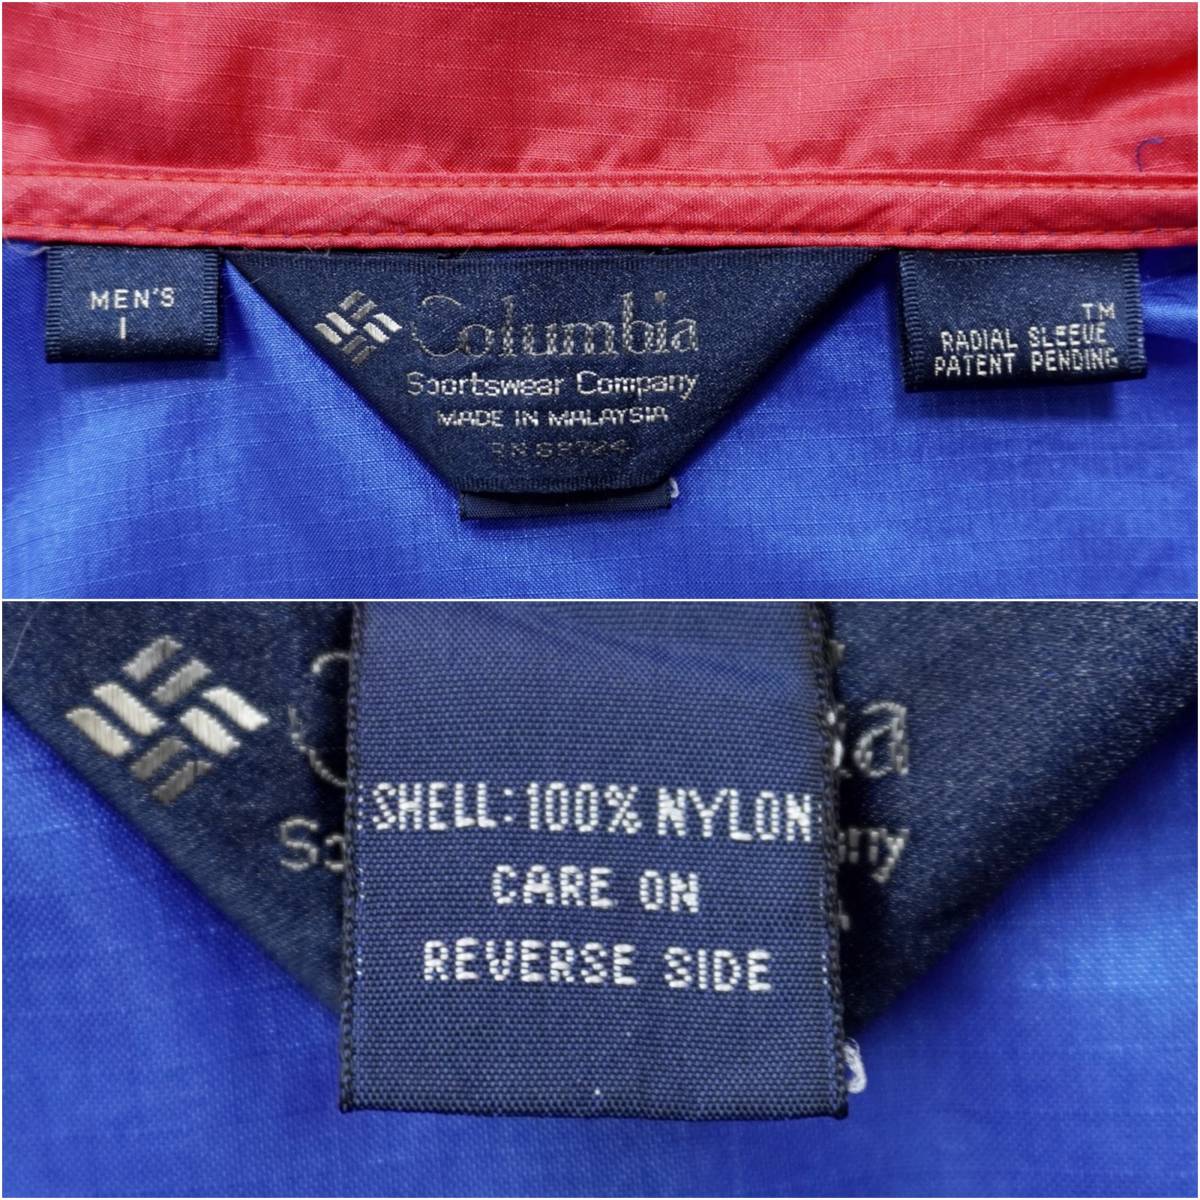 MEN'S
Columbia
Sportswear Company
MADE IN MALAYSIA
TM
RADIAL SLEEVE
PATENT PENDING
SHELL: 100% NYLON
CARE ON
REVERSE SIDE